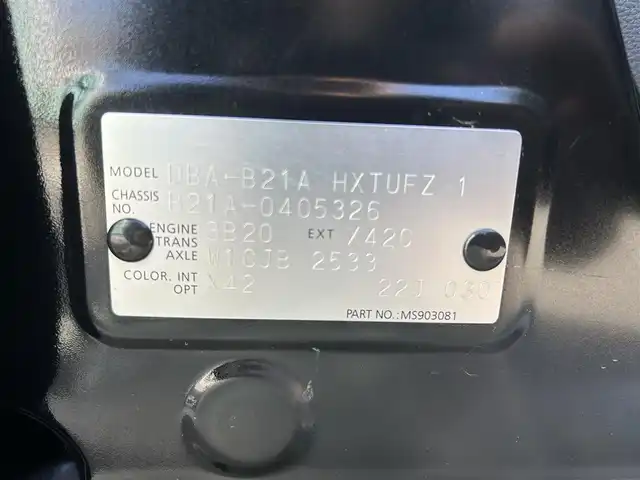 MODEL DBA-B21A HXTUFZ 1
CHASSIS NO. B21A-0405326
ENGINE 3B20 EXT /42C
TRANS AXLE W1CJB 2533
COLOR. INT OPT X42 22J 030
PART NO.:MS903081